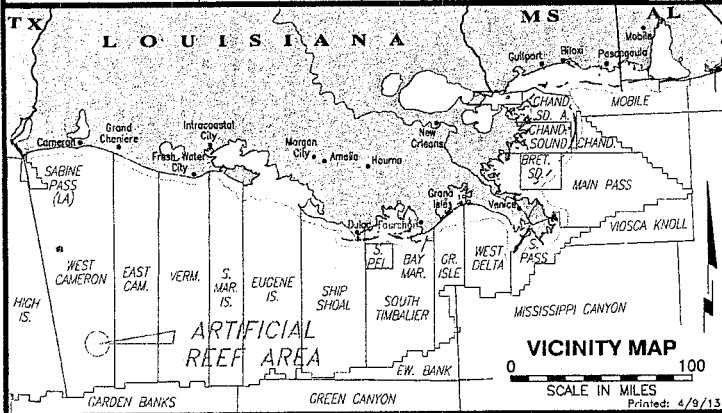 TX
LOUISIANA
MS
AL
Mobile
Gulfport
Biloxi
Pascagoula
MOBILE
CHAND.
SD. A.
CHAND.
SOUND
CHAND.
BRET.
SD.
MAIN PASS
VIOSCA KNOLL
New
Orleans
Intracoastal
City
Grand
Cheniere
Cameron
Fresh Water
City
Morgan
City
Amelia
Houma
Dulac
Fourchon
Grand
Isle
Venice
SABINE
PASS
(LA)
HIGH
IS.
WEST
CAMERON
EAST
CAM.
VERM.
S.
MAR.
IS.
EUGENE
IS.
SHIP
SHOAL
S.
PEL.
BAY
MAR.
SOUTH
TIMBALIER
GR.
ISLE
WEST
DELTA
S.
PASS
MISSISSIPPI CANYON
EW. BANK
ARTIFICIAL
REEF AREA
GARDEN BANKS
GREEN CANYON
VICINITY MAP
0 100
SCALE IN MILES
Printed: 4/9/13